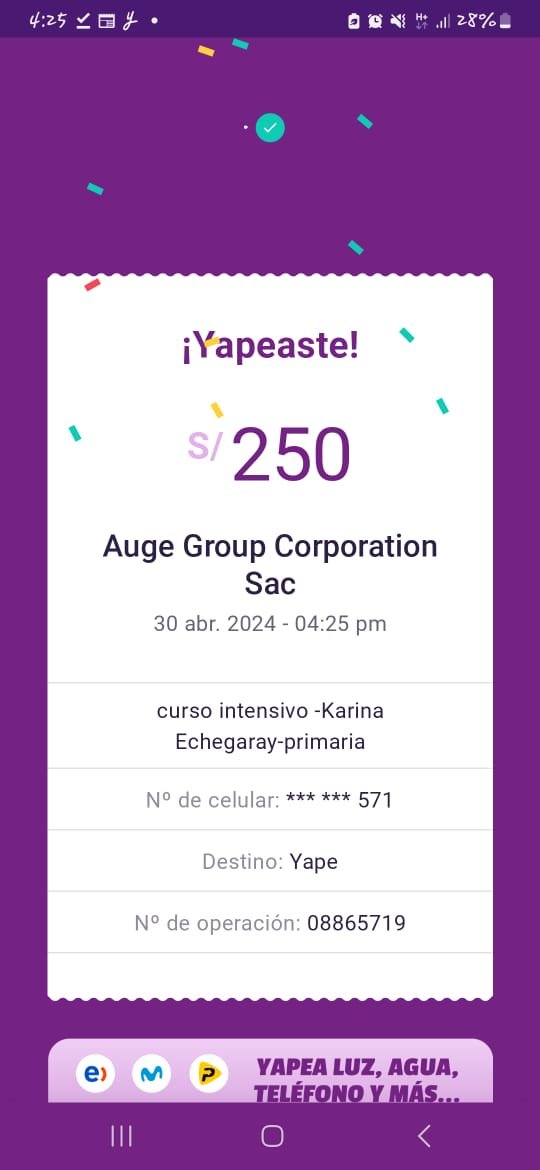 4:25
28%
¡Yapeaste!
S/ 250
Auge Group Corporation
Sac
30 abr. 2024 - 04:25 pm
curso intensivo -Karina
Echegaray-primaria
Nº de celular: *** *** 571
Destino: Yape
Nº de operación: 08865719
YAPEA LUZ, AGUA,
TELÉFONO Y MÁS...